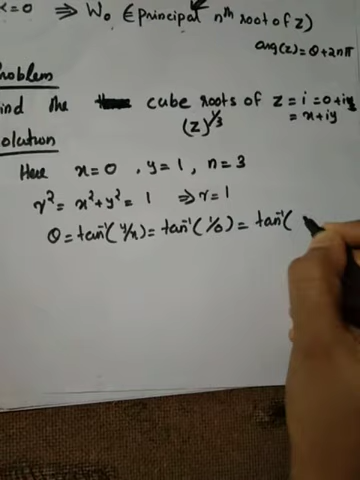 k=0 ⇒ W₀ ∈ (principal nth root of z)
arg(z) = θ+2nπ
roblem
ind the cube roots of z = i = 0+iy
(z)^1/3 = x+iy
olution
Here x=0 , y=1 , n=3
r² = x²+y² = 1 ⇒ r=1
θ = tan⁻¹(y/x) = tan⁻¹(1/0) = tan⁻¹(